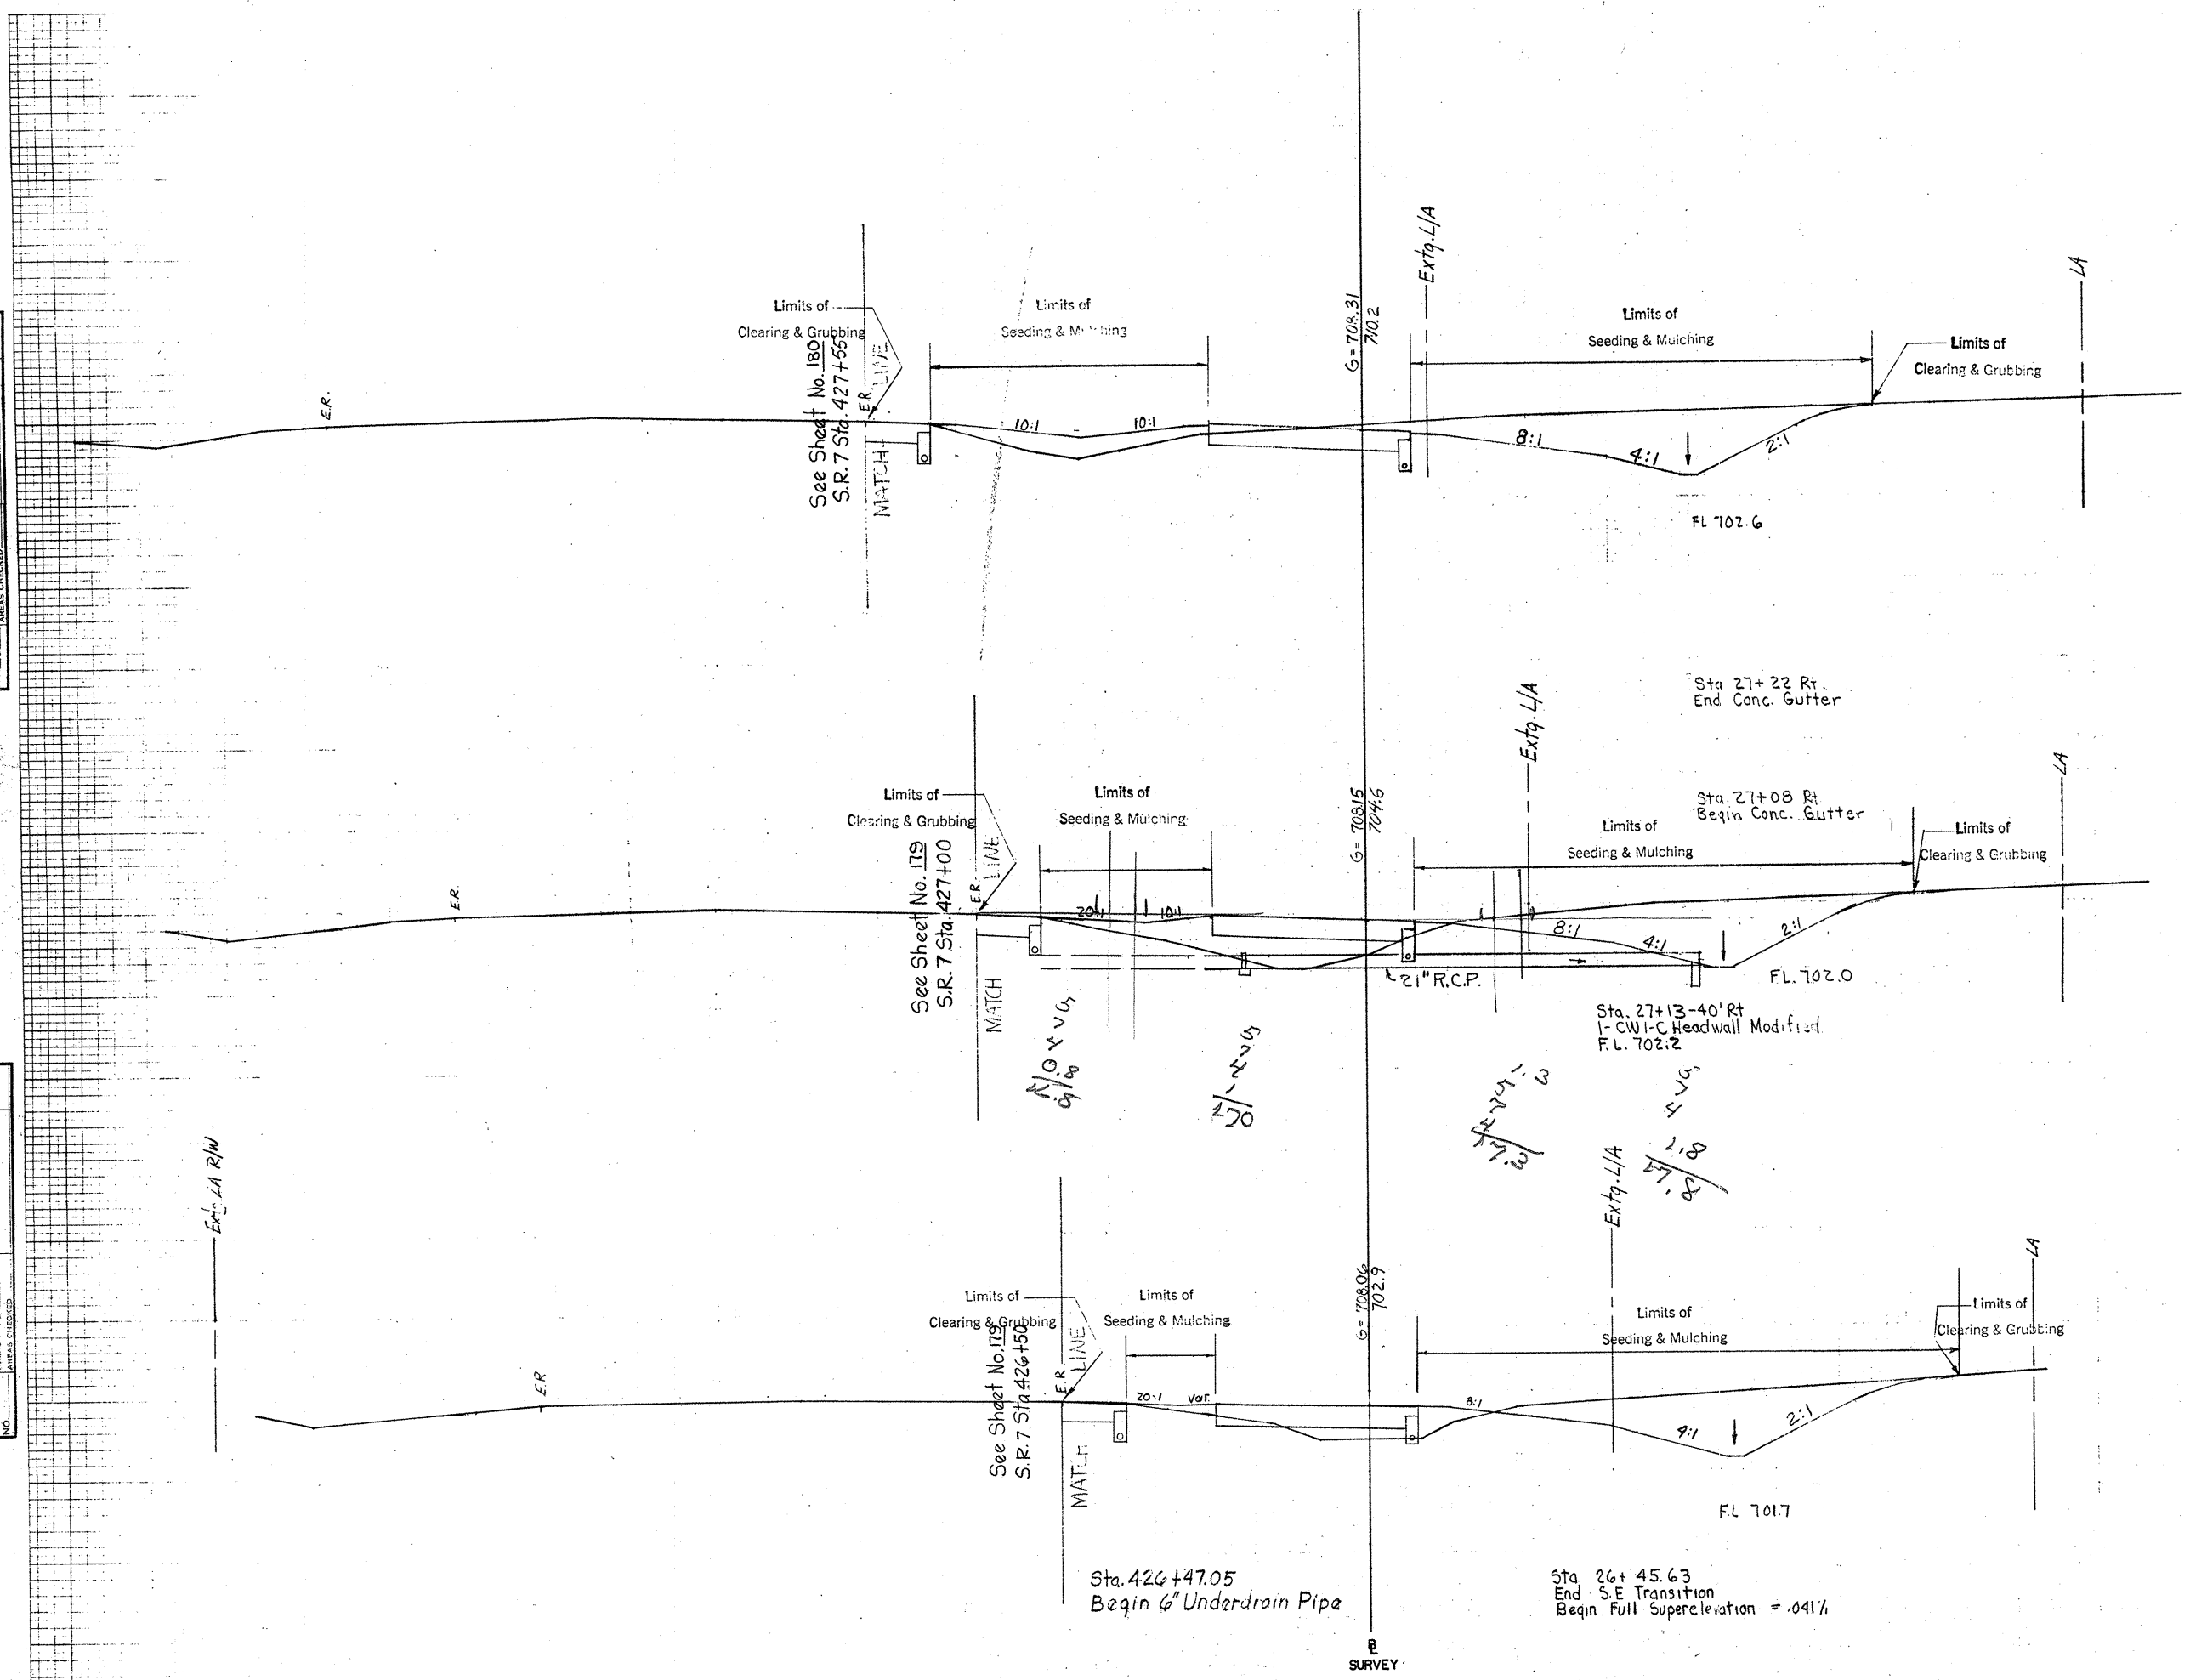 Extg. L/A
LA
G = 708.31
710.2
Limits of
Clearing & Grubbing
Limits of
Seeding & Mulching
Limits of
Seeding & Mulching
Limits of
Clearing & Grubbing
See Sheet No. 180
S.R. 7 Sta. 427+55
E.R.
MATCH LINE
E.R.
10:1
10:1
8:1
4:1
2:1
FL 702.6
Sta 27+22 Rt.
End Conc. Gutter
Extg. L/A
LA
Sta. 27+08 Rt
Begin Conc. Gutter
G = 708.15
704.6
Limits of
Clearing & Grubbing
Limits of
Seeding & Mulching
Limits of
Seeding & Mulching
Limits of
Clearing & Grubbing
See Sheet No. 179
S.R. 7 Sta. 427+00
E.R.
MATCH LINE
E.R.
20:1
10:1
8:1
4:1
2:1
21" R.C.P.
FL. 702.0
Sta. 27+13-40' Rt
1- CW 1-C Headwall Modified
F.L. 702.2
Extg LA R/W
Extg. L/A
LA
G = 708.06
702.9
Limits of
Clearing & Grubbing
Limits of
Seeding & Mulching
Limits of
Seeding & Mulching
Limits of
Clearing & Grubbing
See Sheet No. 179
S.R. 7 Sta 426+50
E.R.
MATCH LINE
E.R
20:1
Var.
8:1
2:1
F.L 701.7
Sta. 426+47.05
Begin 6" Underdrain Pipe
Sta 26+45.63
End S.E Transition
Begin Full Superelevation = .041%
BL
SURVEY
AREAS CHECKED
NO.
AREAS CHECKED